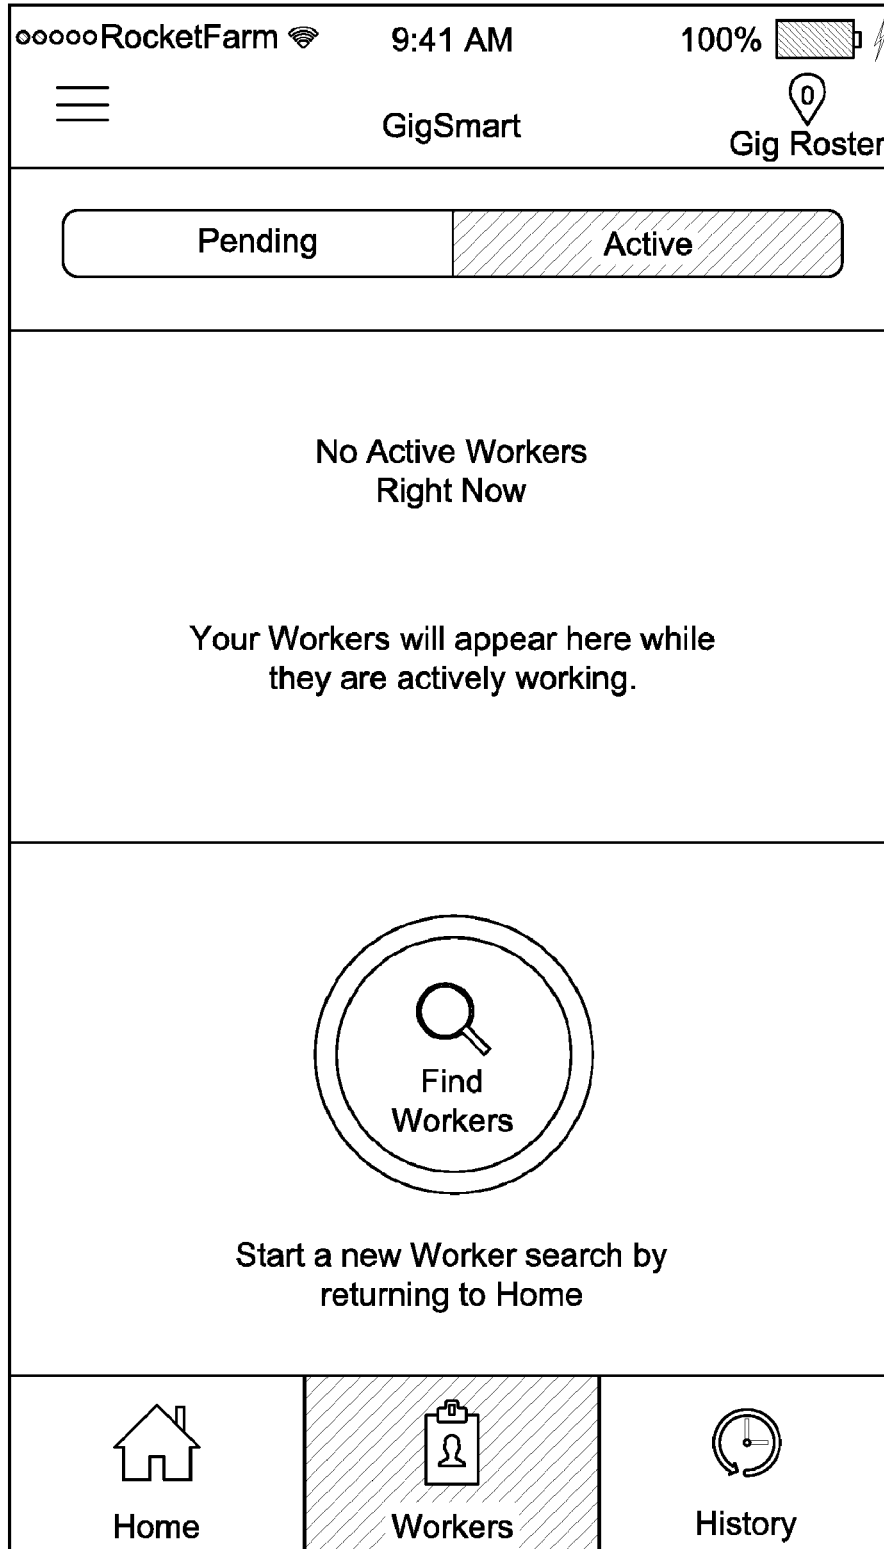 RocketFarm 9:41 AM 100%
0
GigSmart
Gig Roster
Pending Active
No Active Workers
Right Now
Your Workers will appear here while
they are actively working.
Find
Workers
Start a new Worker search by
returning to Home
Home Workers History